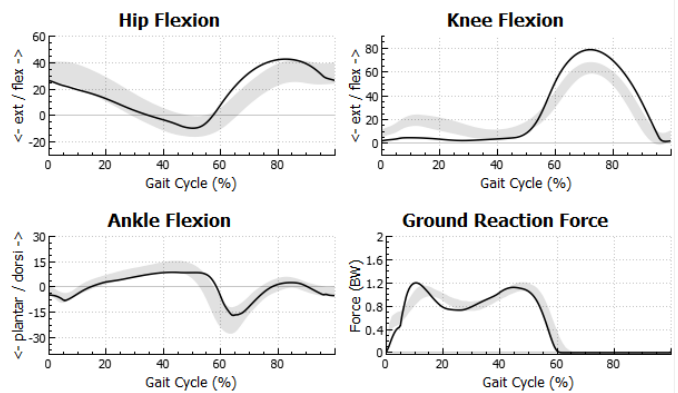 Hip Flexion
<- ext / flex ->
60
40
20
0
-20
0 20 40 60 80
Gait Cycle (%)
Knee Flexion
<- ext / flex ->
80
60
40
20
0
0 20 40 60 80
Gait Cycle (%)
Ankle Flexion
<- plantar / dorsi ->
30
15
0
-15
-30
0 20 40 60 80
Gait Cycle (%)
Ground Reaction Force
Force (BW)
2
1.6
1.2
0.8
0.4
0
0 20 40 60 80
Gait Cycle (%)